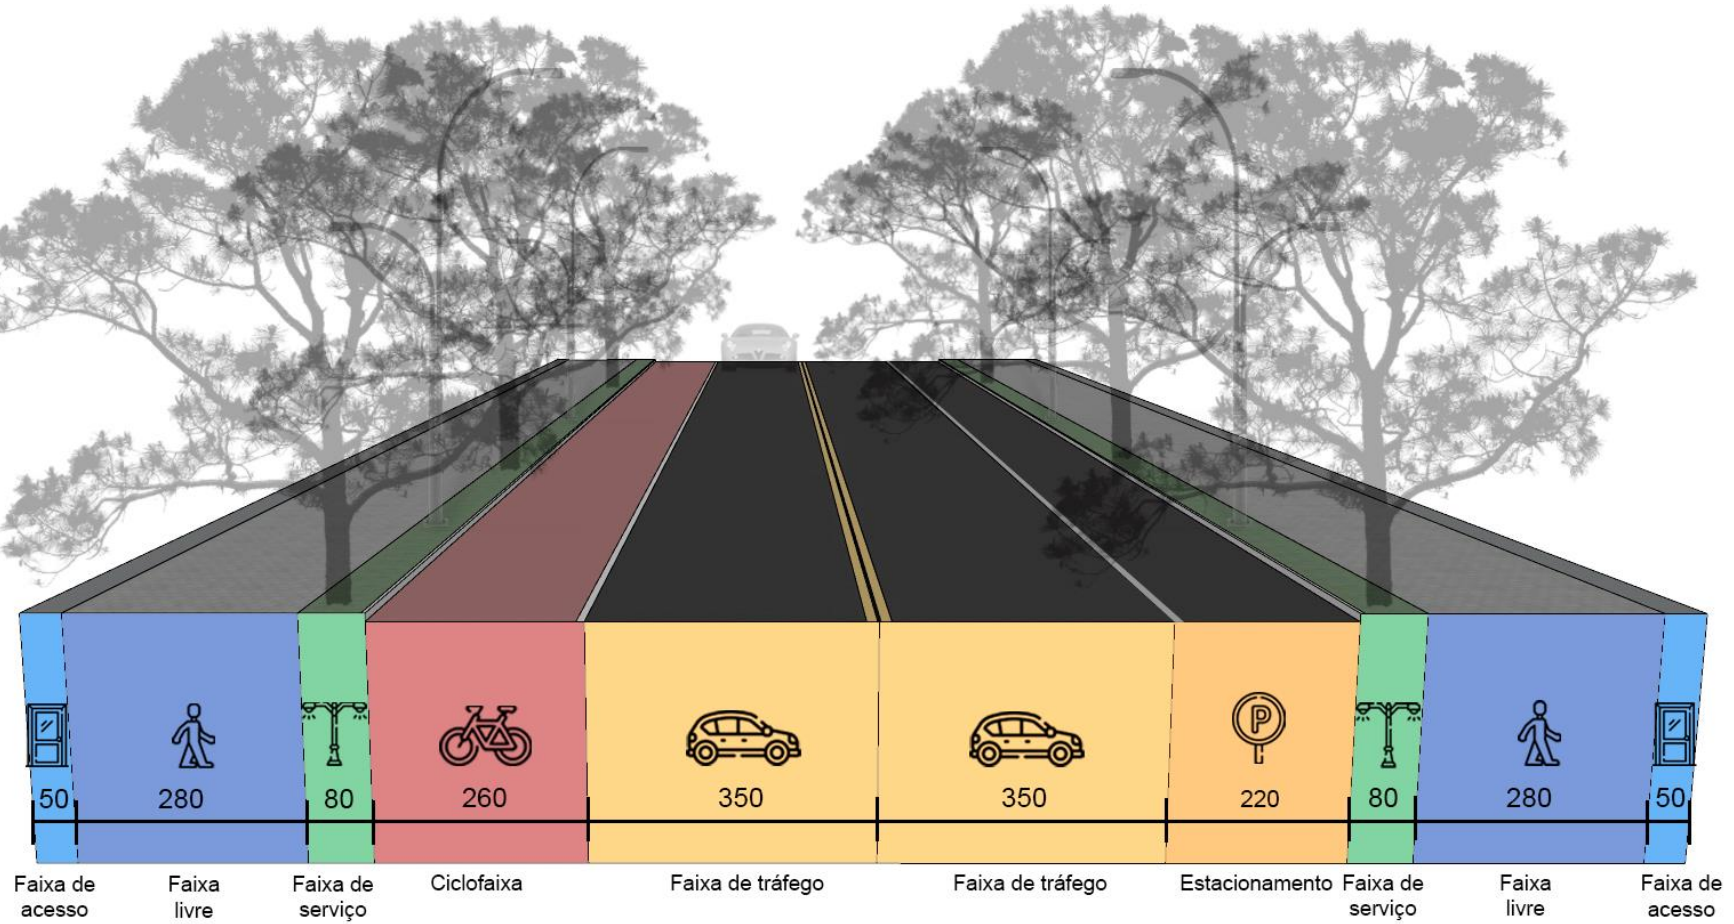 P
50
280
80
260
350
350
220
80
280
50
Faixa de
acesso
Faixa
livre
Faixa de
serviço
Ciclofaixa
Faixa de tráfego
Faixa de tráfego
Estacionamento
Faixa de
serviço
Faixa
livre
Faixa de
acesso